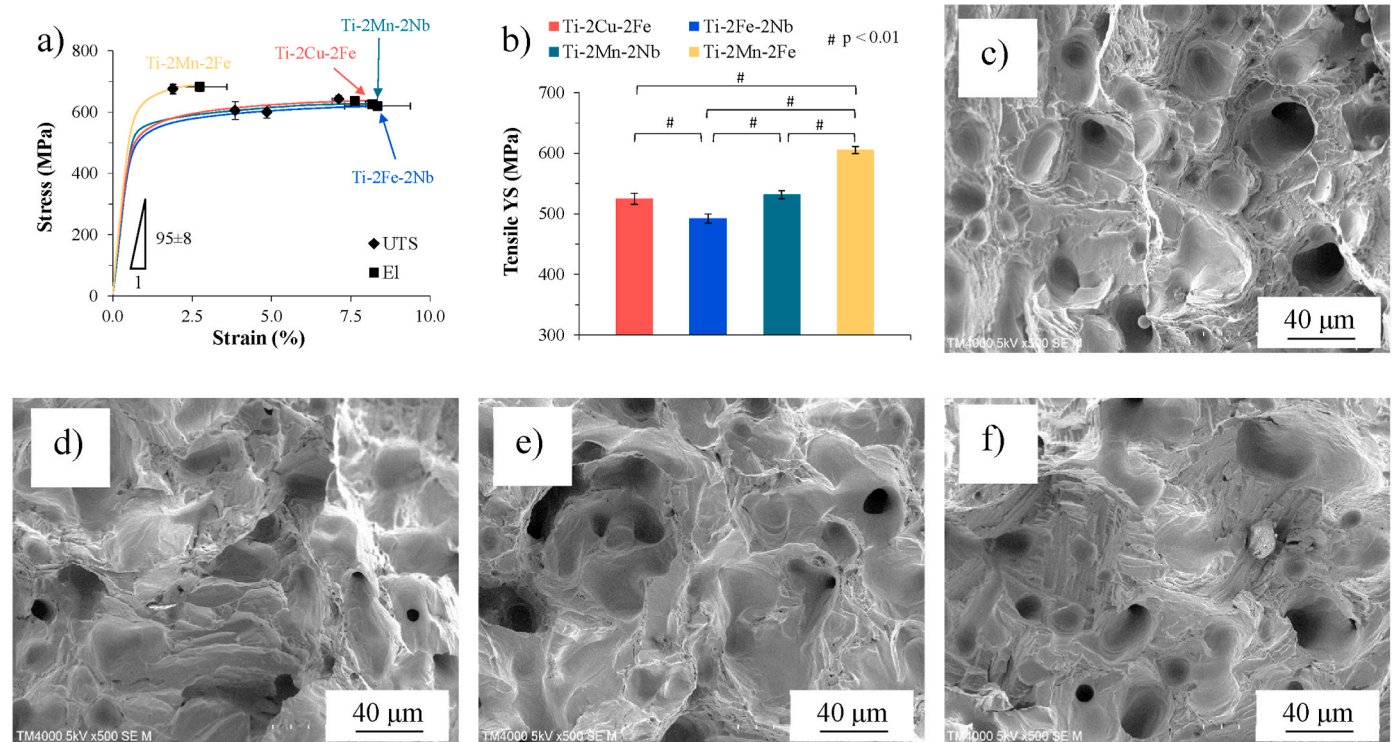 a)
Ti-2Mn-2Nb
Ti-2Cu-2Fe
Ti-2Mn-2Fe
Ti-2Fe-2Nb
800
600
400
200
0
Stress (MPa)
95±8
1
UTS
El
0.0 2.5 5.0 7.5 10.0
Strain (%)
b)
Ti-2Cu-2Fe Ti-2Fe-2Nb
Ti-2Mn-2Nb Ti-2Mn-2Fe
# p < 0.01
#
#
# # #
700
600
500
400
300
Tensile YS (MPa)
c)
40 µm
TM4000 5kV x500 SE M
d)
40 µm
TM4000 5kV x500 SE M
e)
40 µm
TM4000 5kV x500 SE M
f)
40 µm
TM4000 5kV x500 SE M